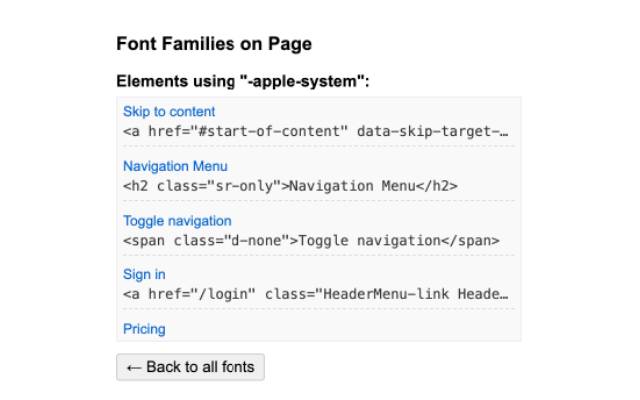 Font Families on Page
Elements using "-apple-system":
Skip to content
<a href="#start-of-content" data-skip-target-…
Navigation Menu
<h2 class="sr-only">Navigation Menu</h2>
Toggle navigation
<span class="d-none">Toggle navigation</span>
Sign in
<a href="/login" class="HeaderMenu-link Heade…
Pricing
← Back to all fonts